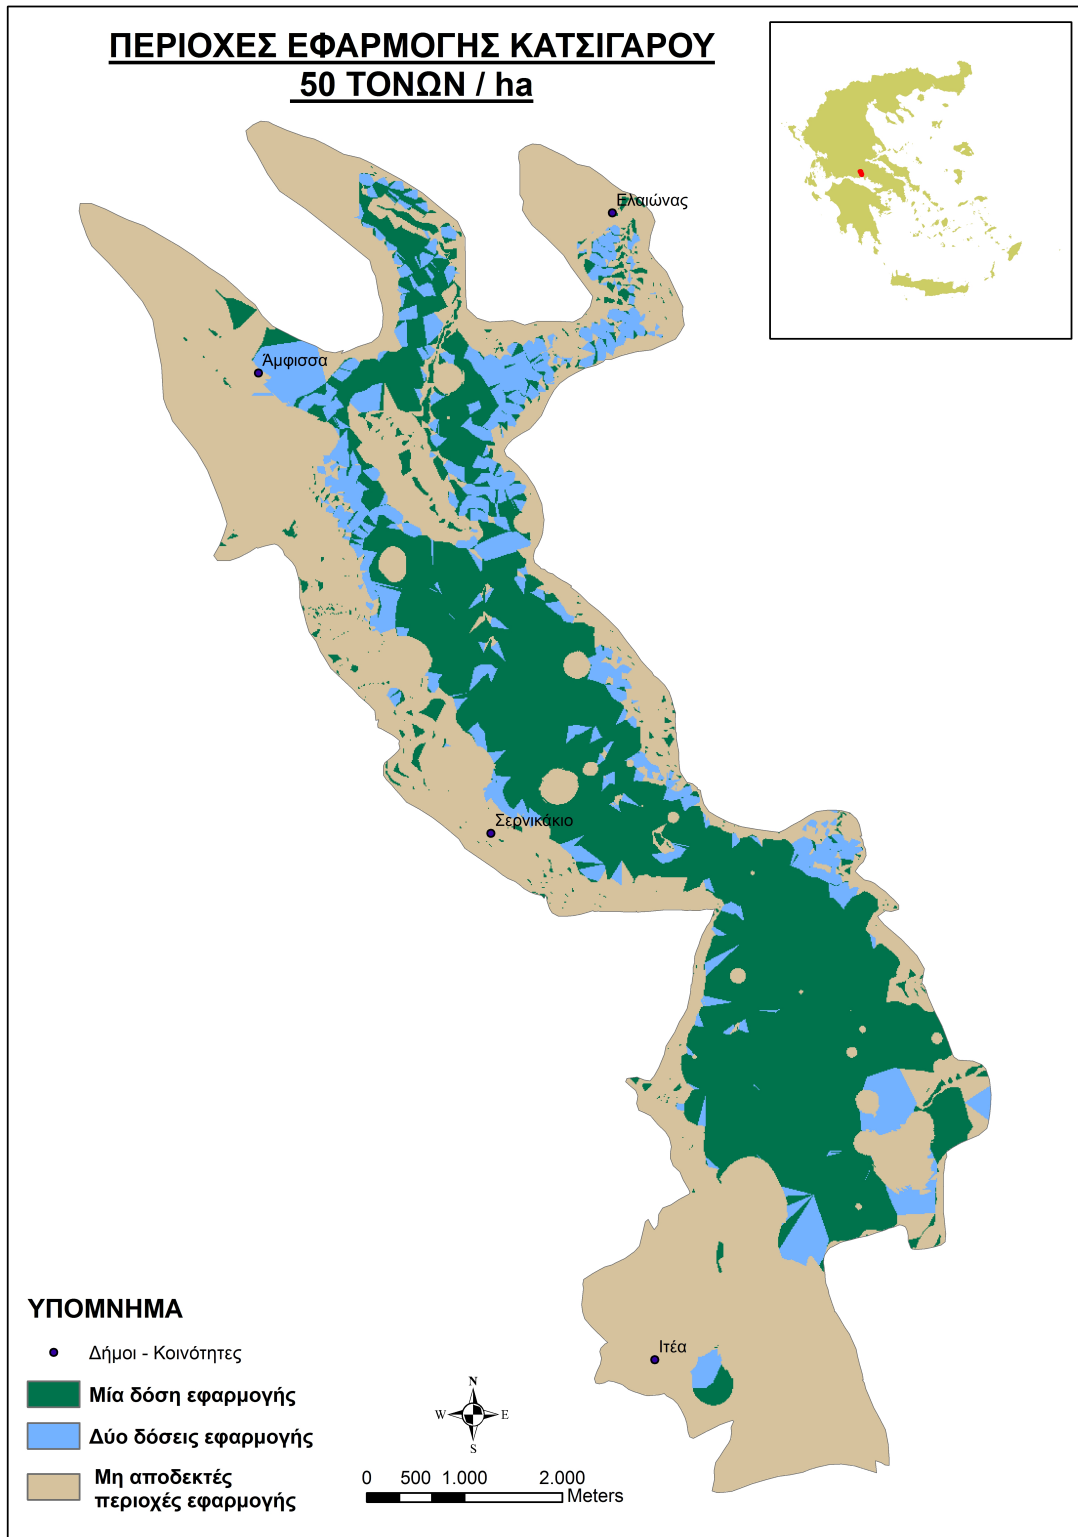 ΠΕΡΙΟΧΕΣ ΕΦΑΡΜΟΓΗΣ ΚΑΤΣΙΓΑΡΟΥ
50 ΤΟΝΩΝ / ha
Ελαιώνας
Άμφισσα
Σερνικάκιο
Ιτέα
ΥΠΟΜΝΗΜΑ
Δήμοι - Κοινότητες
Μία δόση εφαρμογής
Δύο δόσεις εφαρμογής
Μη αποδεκτές
περιοχές εφαρμογής
N
W E
S
0 500 1.000 2.000
Meters